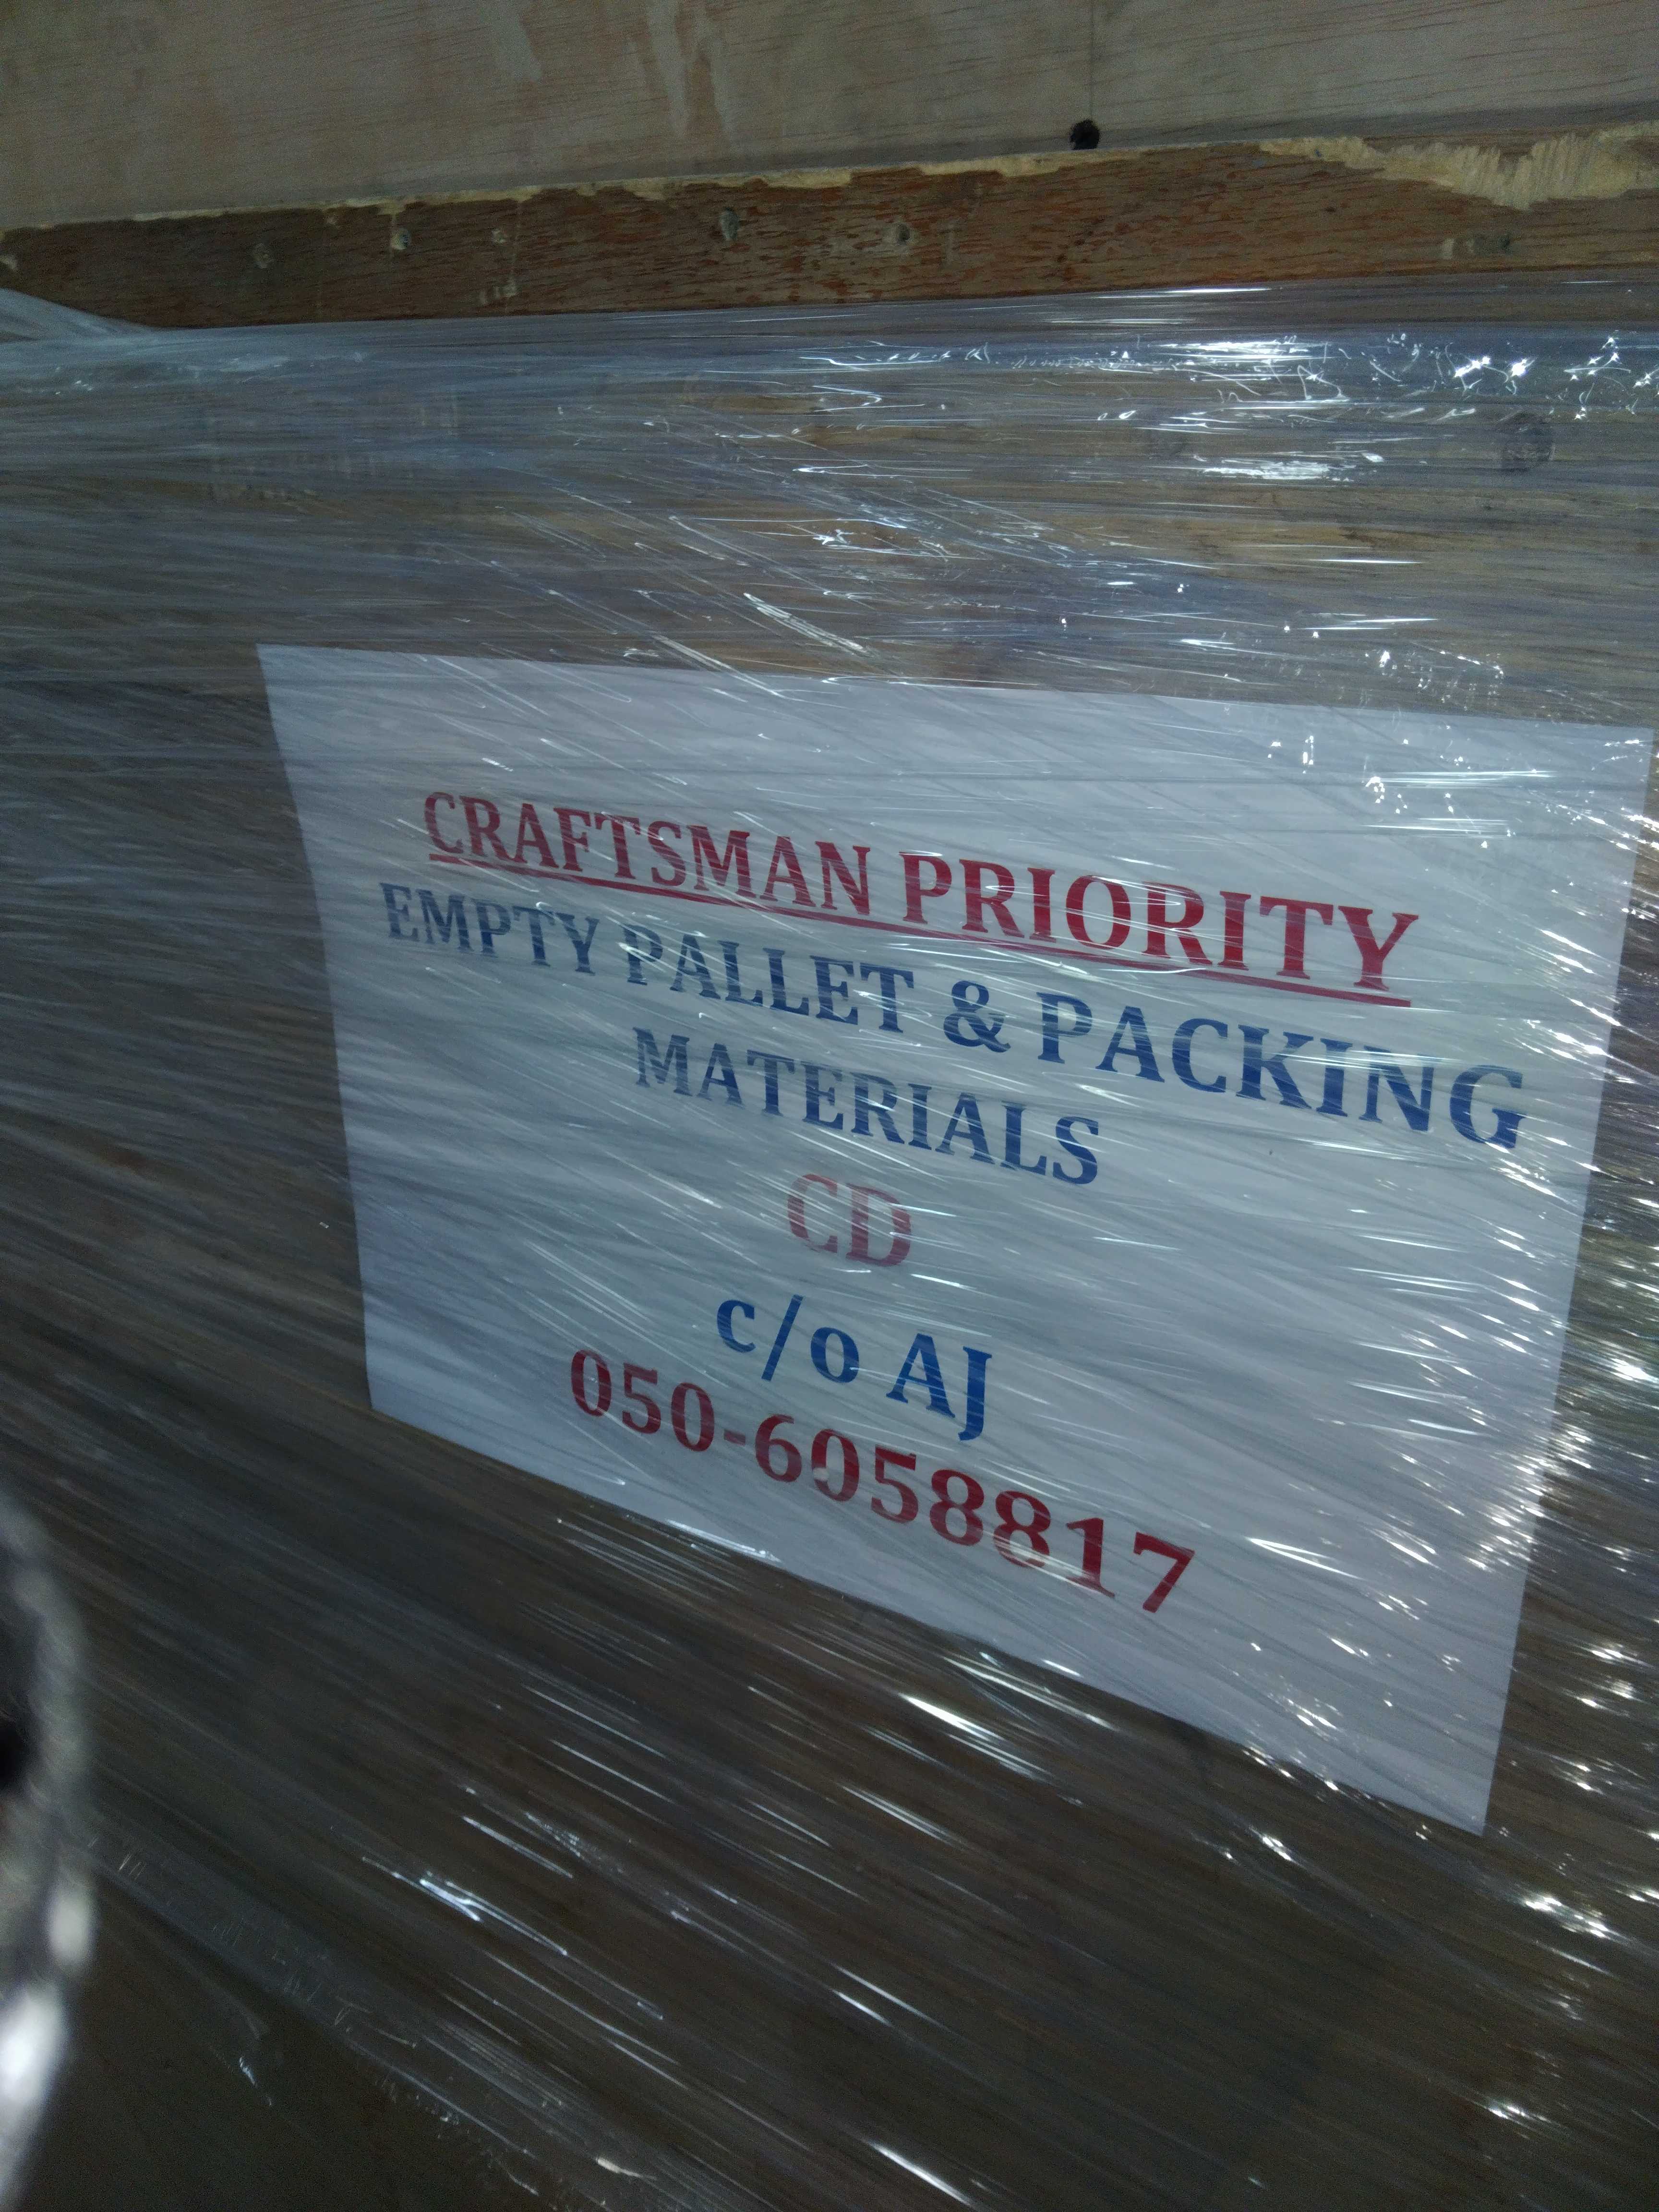 CRAFTSMAN PRIORITY
EMPTY PALLET & PACKING
MATERIALS
CD
c/o AJ
050-6058817